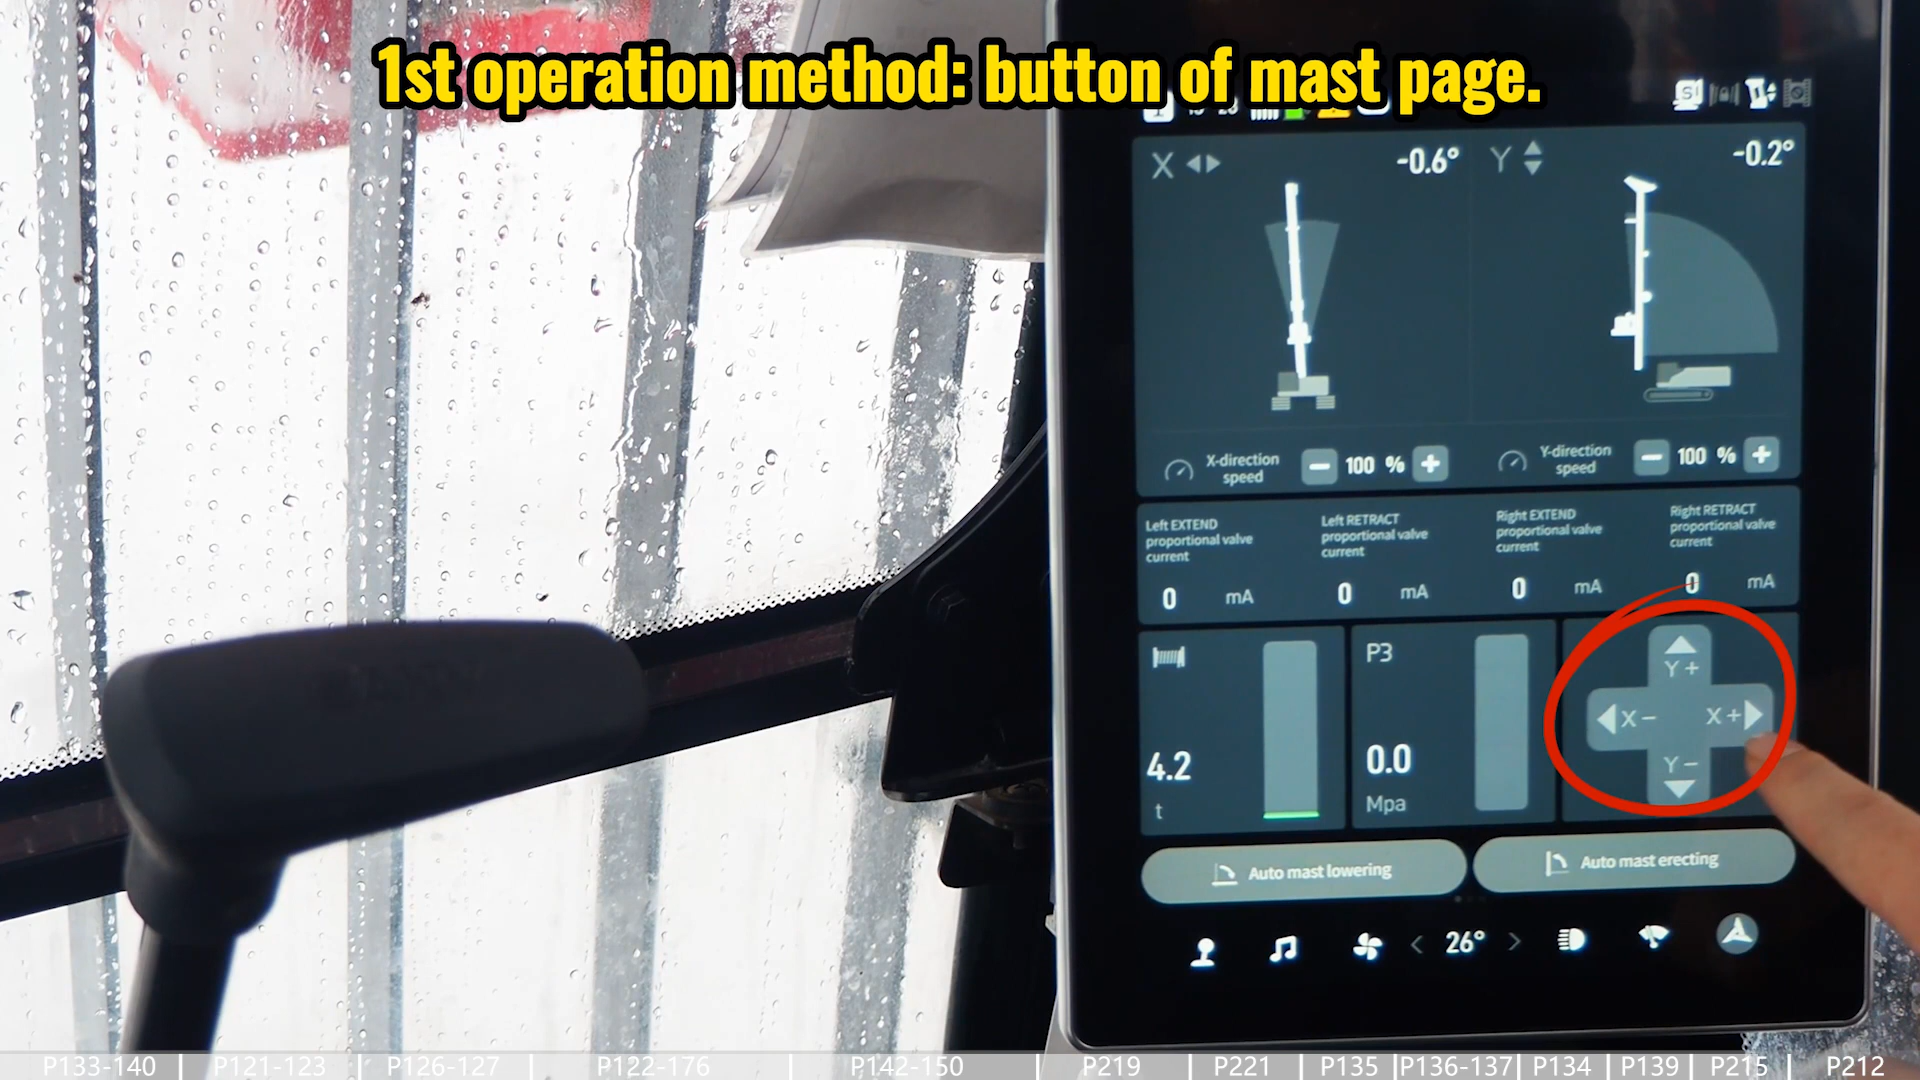 1st operation method: button of mast page.
X -0.6° Y -0.2°
X-direction speed 100 % Y-direction speed 100 %
Left EXTEND proportional valve current
Left RETRACT proportional valve current
Right EXTEND proportional valve current
Right RETRACT proportional valve current
0 mA 0 mA 0 mA 0 mA
4.2
t
P3
0.0
Mpa
Y+
X− X+
Y−
Auto mast lowering Auto mast erecting
26°
P133-140 P121-123 P126-127 P122-176 P142-150 P219 P221 P135 P136-137 P134 P139 P215 P212